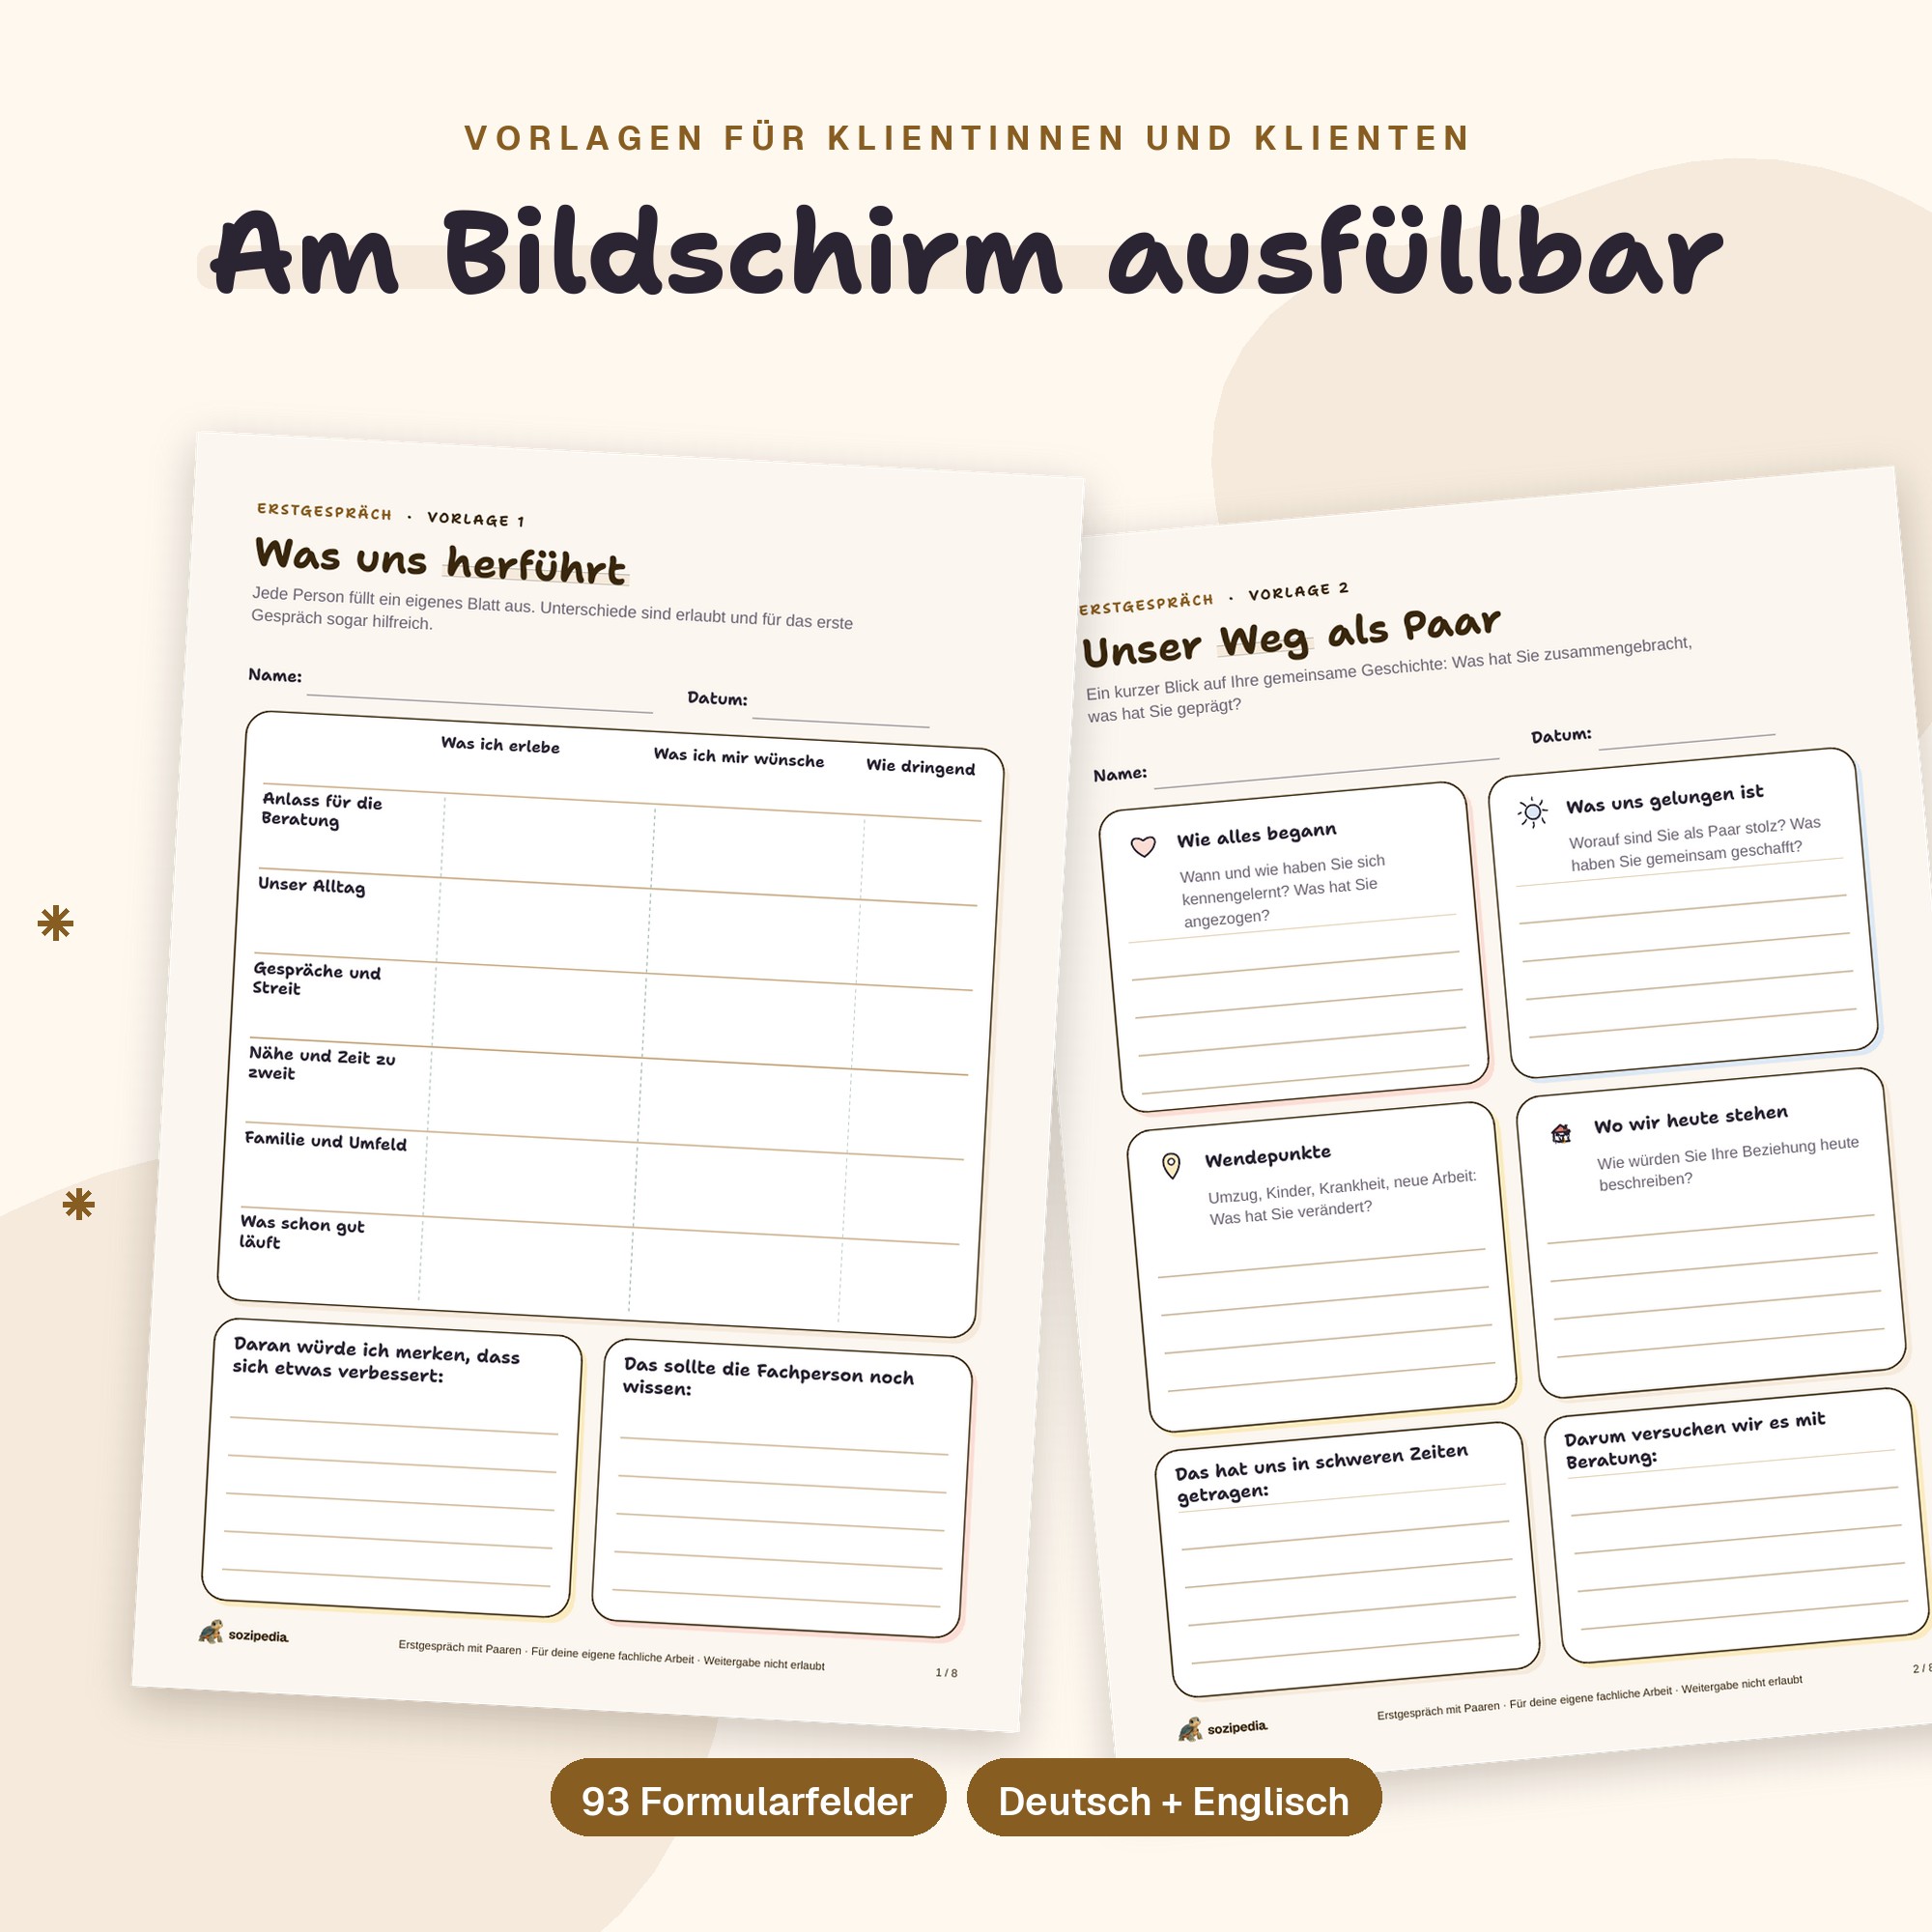 VORLAGEN FÜR KLIENTINNEN UND KLIENTEN
Am Bildschirm ausfüllbar
ERSTGESPRÄCH · VORLAGE 1
Was uns herführt
Jede Person füllt ein eigenes Blatt aus. Unterschiede sind erlaubt und für das erste
Gespräch sogar hilfreich.
Name:
Datum:
Was ich erlebe
Was ich mir wünsche
Wie dringend
Anlass für die
Beratung
Unser Alltag
Gespräche und
Streit
Nähe und Zeit zu
zweit
Familie und Umfeld
Was schon gut
läuft
Daran würde ich merken, dass
sich etwas verbessert:
Das sollte die Fachperson noch
wissen:
sozipedia.
Erstgespräch mit Paaren · Für deine eigene fachliche Arbeit · Weitergabe nicht erlaubt
1 / 8
ERSTGESPRÄCH · VORLAGE 2
Unser Weg als Paar
Ein kurzer Blick auf Ihre gemeinsame Geschichte: Was hat Sie zusammengebracht,
was hat Sie geprägt?
Name:
Datum:
Wie alles begann
Wann und wie haben Sie sich
kennengelernt? Was hat Sie
angezogen?
Was uns gelungen ist
Worauf sind Sie als Paar stolz? Was
haben Sie gemeinsam geschafft?
Wendepunkte
Umzug, Kinder, Krankheit, neue Arbeit:
Was hat Sie verändert?
Wo wir heute stehen
Wie würden Sie Ihre Beziehung heute
beschreiben?
Das hat uns in schweren Zeiten
getragen:
Darum versuchen wir es mit
Beratung:
sozipedia.
Erstgespräch mit Paaren · Für deine eigene fachliche Arbeit · Weitergabe nicht erlaubt
2 / 8
93 Formularfelder
Deutsch + Englisch